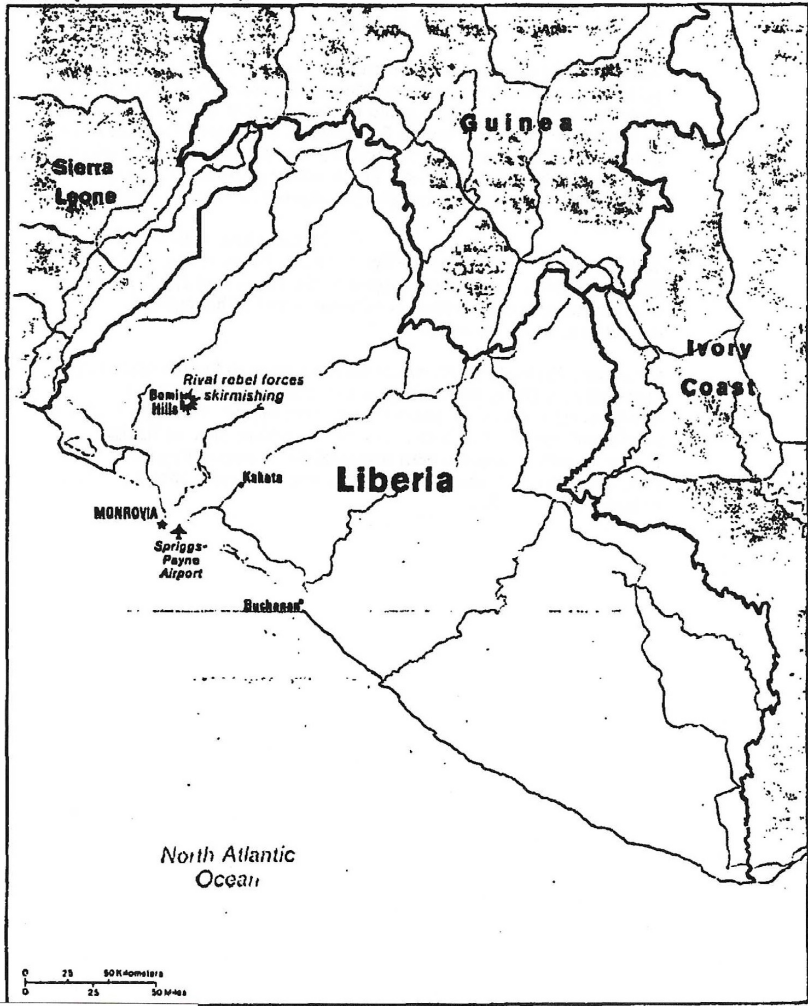 Guinea
Sierra
Leone
Ivory
Coast
Rival rebel forces
skirmishing
Bomi
Hills
Kakata
Liberia
MONROVIA
Spriggs-
Payne
Airport
Buchanan
North Atlantic
Ocean
0 25 50 Kilometers
0 25 50 Miles